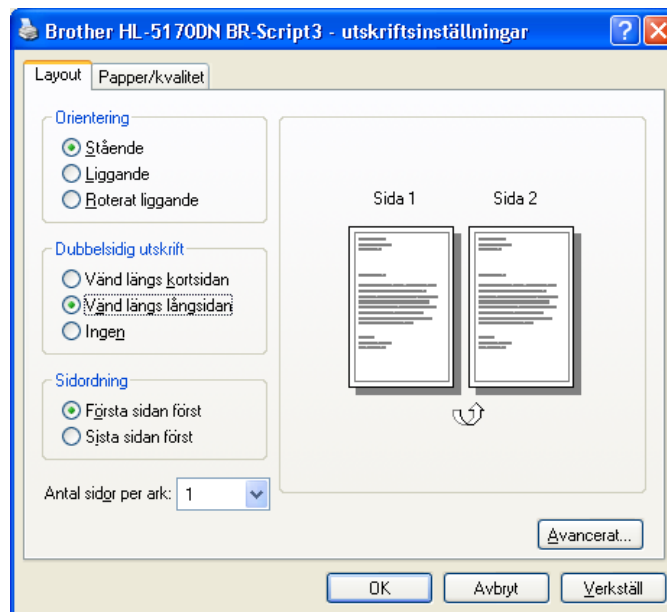 Brother HL-5170DN BR-Script3 - utskriftsinställningar
Layout
Papper/kvalitet
Orientering
Stående
Liggande
Roterat liggande
Dubbelsidig utskrift
Vänd längs kortsidan
Vänd längs långsidan
Ingen
Sidordning
Första sidan först
Sista sidan först
Antal sidor per ark: 1
Sida 1
Sida 2
Avancerat...
OK
Avbryt
Verkställ